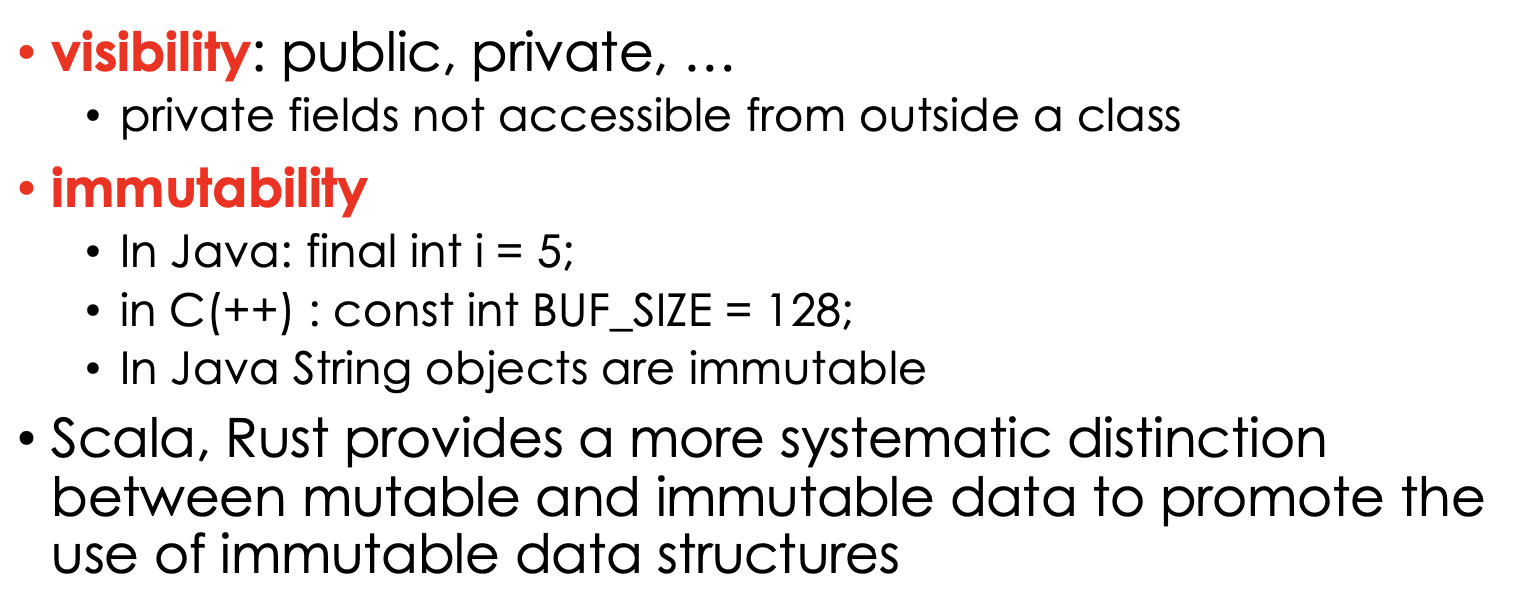 • visibility: public, private, …
• private fields not accessible from outside a class
• immutability
• In Java: final int i = 5;
• in C(++) : const int BUF_SIZE = 128;
• In Java String objects are immutable
• Scala, Rust provides a more systematic distinction
between mutable and immutable data to promote the
use of immutable data structures